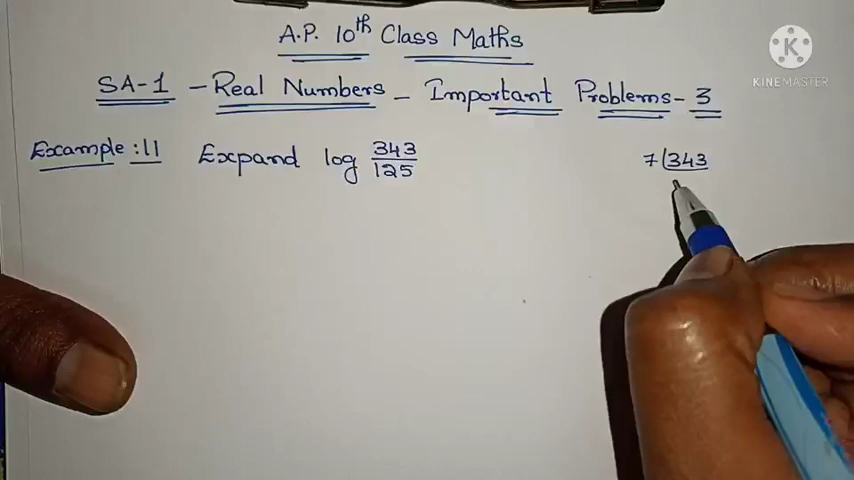 A.P. 10th Class Maths
SA-1 - Real Numbers - Important Problems - 3
Example : 11 Expand log 343/125
7 343
K
KINEMASTER